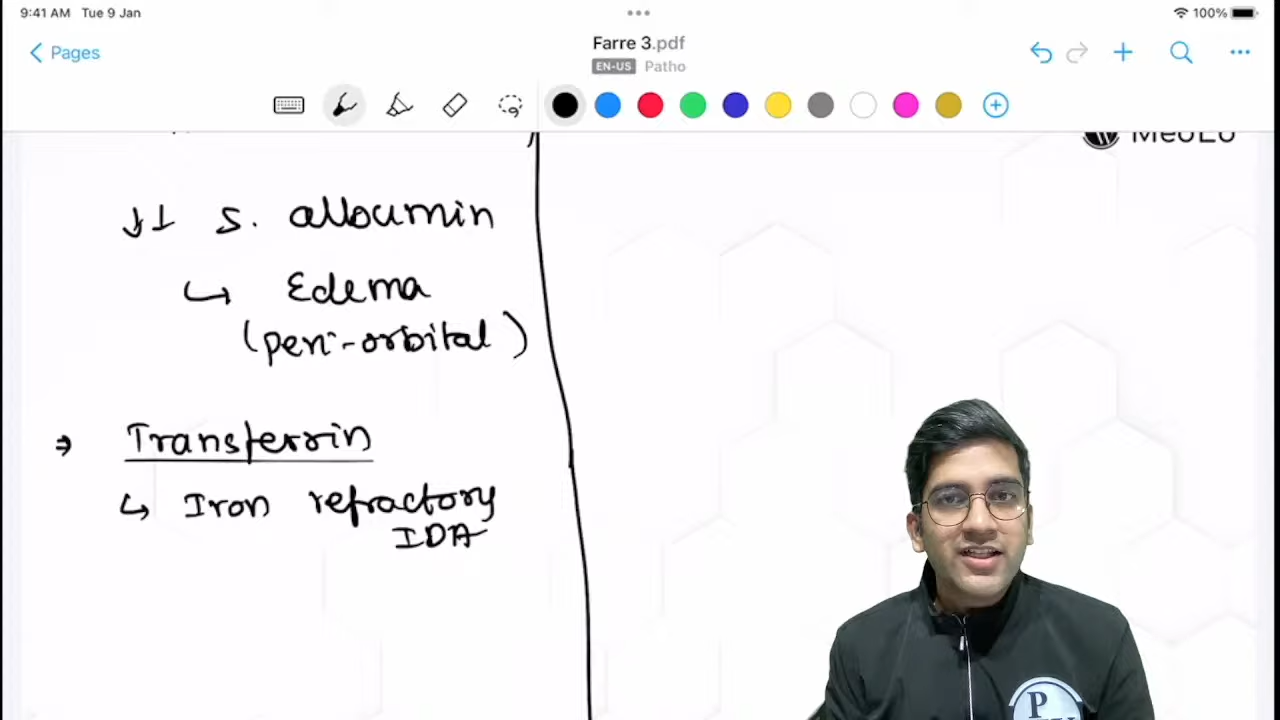 9:41 AM Tue 9 Jan
100%
Pages
Farre 3.pdf
EN-US Patho
↓↓ S. albumin
↳ Edema
(peri-orbital)
⇒ Transferrin
↳ Iron refractory
IDA
P